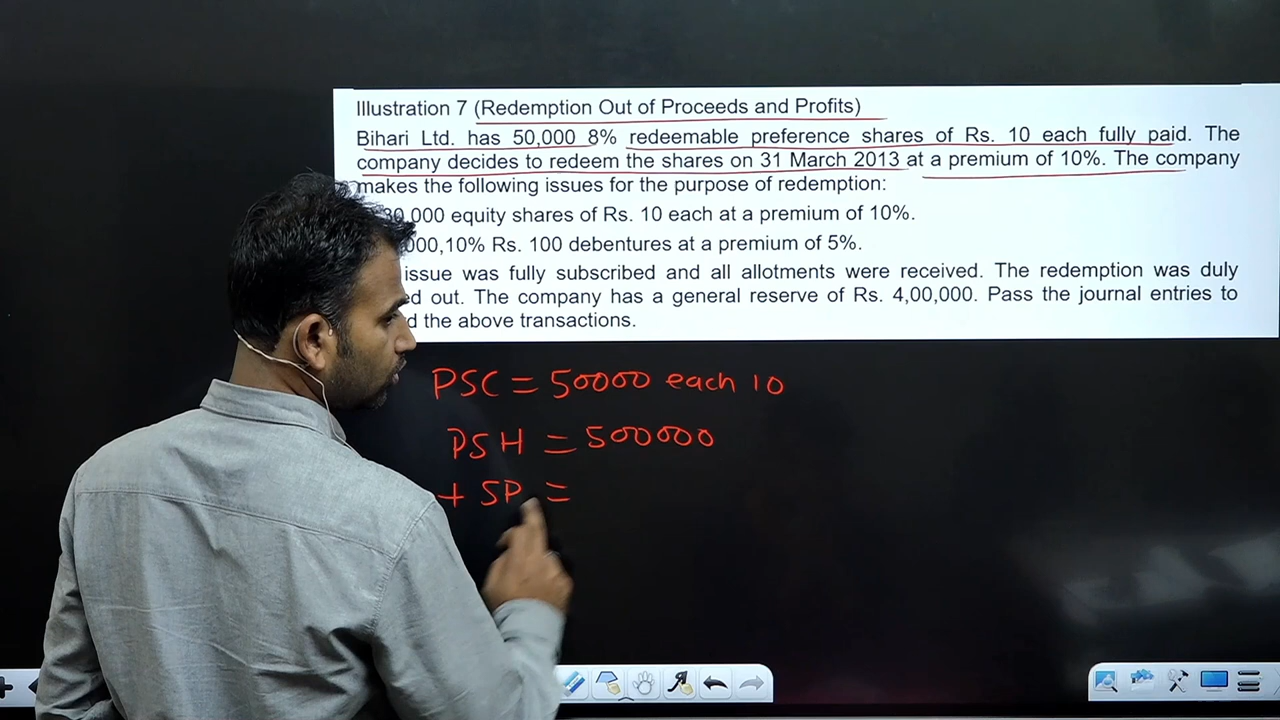 Illustration 7 (Redemption Out of Proceeds and Profits)
Bihari Ltd. has 50,000 8% redeemable preference shares of Rs. 10 each fully paid. The
company decides to redeem the shares on 31 March 2013 at a premium of 10%. The company
makes the following issues for the purpose of redemption:
equity shares of Rs. 10 each at a premium of 10%.
10% Rs. 100 debentures at a premium of 5%.
issue was fully subscribed and all allotments were received. The redemption was duly
out. The company has a general reserve of Rs. 4,00,000. Pass the journal entries to
the above transactions.
PSC = 50000 each 10
PSH = 500000
+ SP =